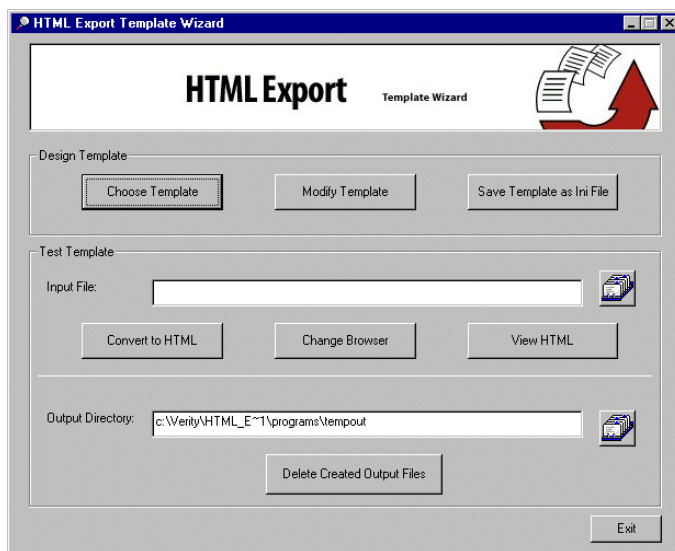 HTML Export Template Wizard
HTML Export Template Wizard
Design Template
Choose Template Modify Template Save Template as Ini File
Test Template
Input File:
Convert to HTML Change Browser View HTML
Output Directory: c:\Verity\HTML_E~1\programs\tempout
Delete Created Output Files
Exit